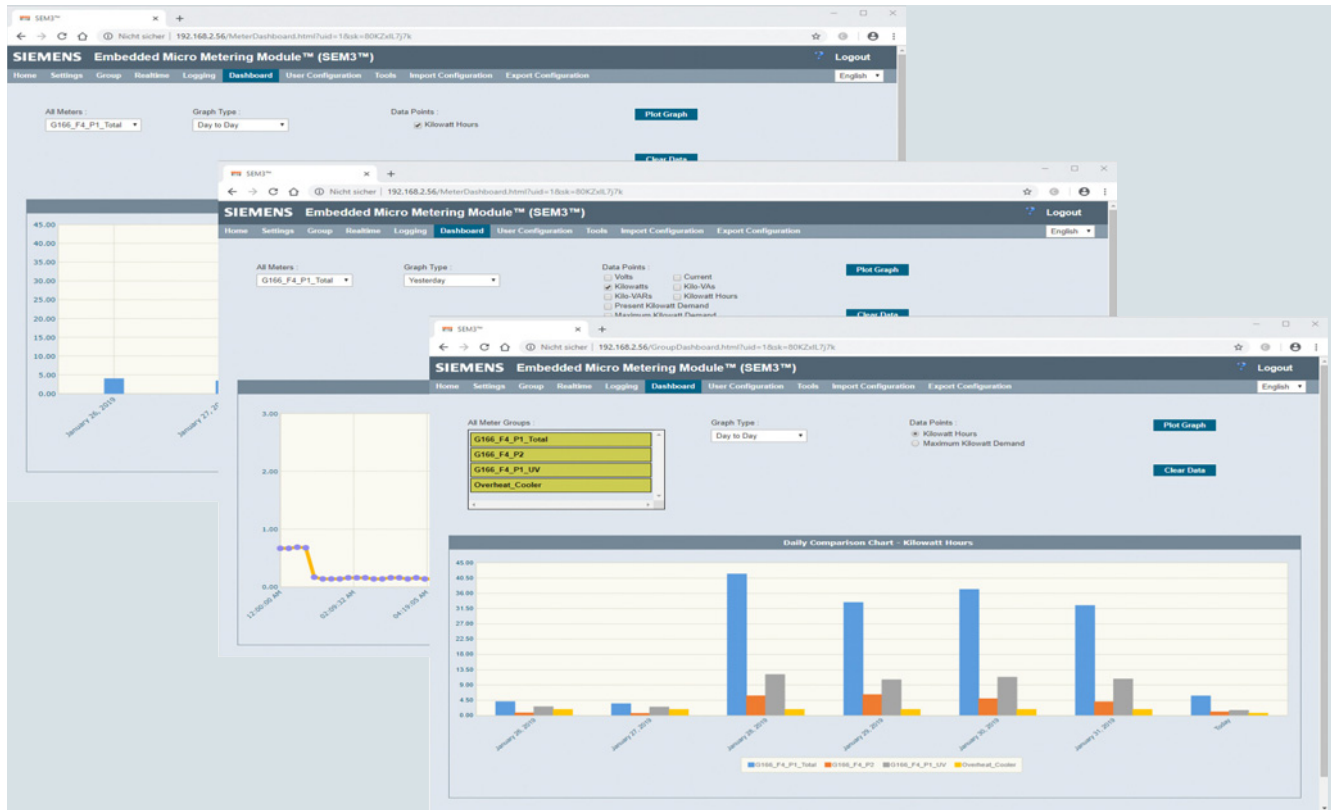 SEM3™
Nicht sicher | 192.168.2.56/MeterDashboard.html?uid=1&sk=80KZxlL7j7k
SIEMENS Embedded Micro Metering Module™ (SEM3™)
? Logout
Home Settings Group Realtime Logging Dashboard User Configuration Tools Import Configuration Export Configuration
English
All Meters :
Graph Type :
Data Points :
G166_F4_P1_Total
Day to Day
Kilowatt Hours
Plot Graph
Clear Data
45.00
40.00
35.00
30.00
25.00
20.00
15.00
10.00
5.00
0.00
January 26, 2019
January 27, 2
SEM3™
Nicht sicher | 192.168.2.56/MeterDashboard.html?uid=1&sk=80KZxlL7j7k
SIEMENS Embedded Micro Metering Module™ (SEM3™)
? Logout
Home Settings Group Realtime Logging Dashboard User Configuration Tools Import Configuration Export Configuration
English
All Meters :
Graph Type :
Data Points :
G166_F4_P1_Total
Yesterday
Volts Current
Kilowatts Kilo-VAs
Kilo-VARs Kilowatt Hours
Present Kilowatt Demand
Maximum Kilowatt Demand
Plot Graph
Clear Data
3.00
2.00
1.00
0.00
12:00:00 AM
02:09:32 AM
04:19:05 AM
SEM3™
Nicht sicher | 192.168.2.56/GroupDashboard.html?uid=1&sk=80KZxlL7j7k
SIEMENS Embedded Micro Metering Module™ (SEM3™)
? Logout
Home Settings Group Realtime Logging Dashboard User Configuration Tools Import Configuration Export Configuration
English
All Meter Groups :
Graph Type :
Data Points :
G166_F4_P1_Total
G166_F4_P2
G166_F4_P1_UV
Overheat_Cooler
Day to Day
Kilowatt Hours
Maximum Kilowatt Demand
Plot Graph
Clear Data
Daily Comparison Chart - Kilowatt Hours
45.00
40.50
36.00
31.50
27.00
22.50
18.00
13.50
9.00
4.50
0.00
January 26, 2019
January 27, 2019
January 28, 2019
January 29, 2019
January 30, 2019
January 31, 2019
Today
G166_F4_P1_Total G166_F4_P2 G166_F4_P1_UV Overheat_Cooler